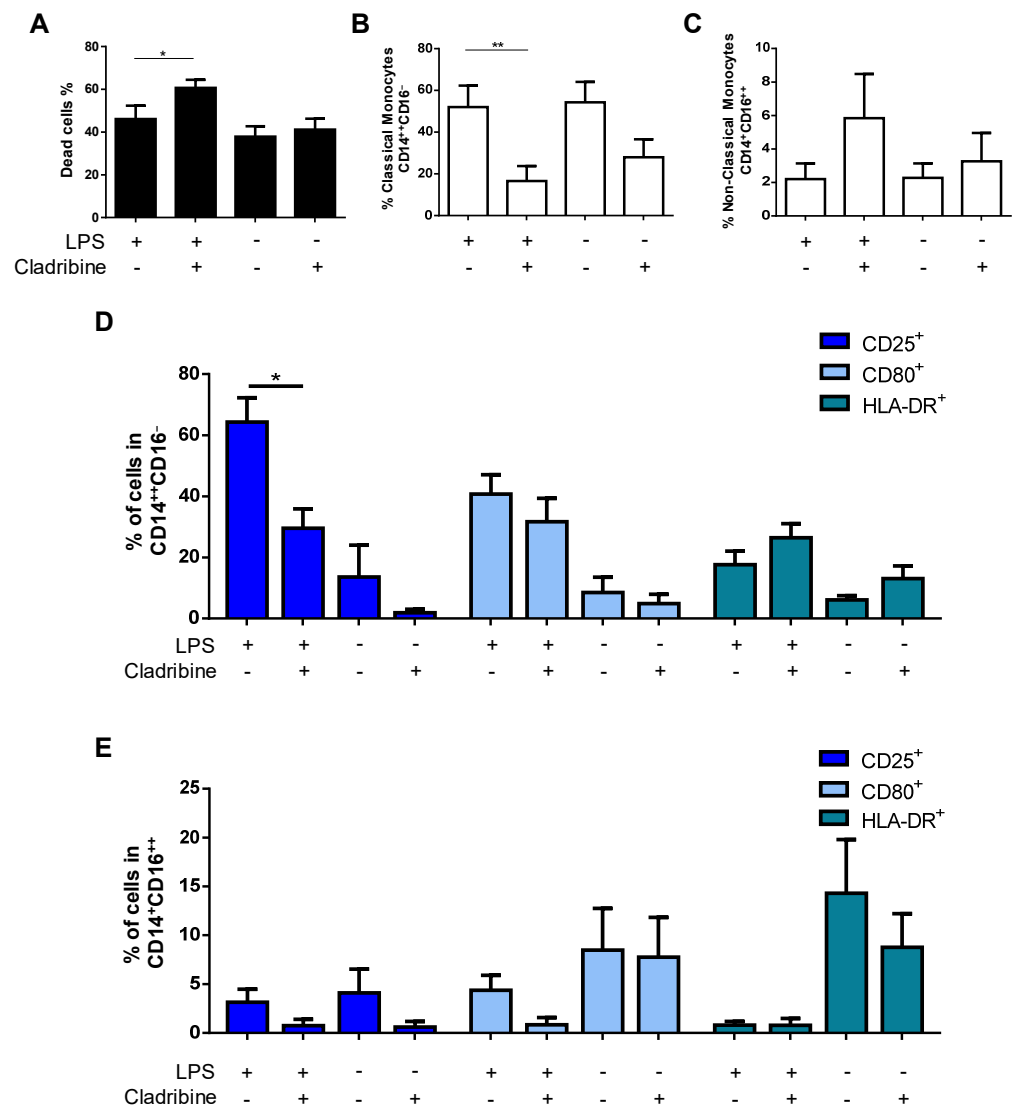 A
B
C
Dead cells %
80
60
40
20
0
*
% Classical Monocytes
CD14⁺⁺CD16⁻
80
60
40
20
0
**
% Non-Classical Monocytes
CD14⁺CD16⁺⁺
10
8
6
4
2
0
LPS + + - - + + - - + + - -
Cladribine - + - + - + - + - + - +
D
CD25⁺
CD80⁺
HLA-DR⁺
% of cells in
CD14⁺⁺CD16⁻
80
60
40
20
0
*
LPS + + - - + + - - + + - -
Cladribine - + - + - + - + - + - +
E
CD25⁺
CD80⁺
HLA-DR⁺
% of cells in
CD14⁺CD16⁺⁺
25
20
15
10
5
0
LPS + + - - + + - - + + - -
Cladribine - + - + - + - + - + - +